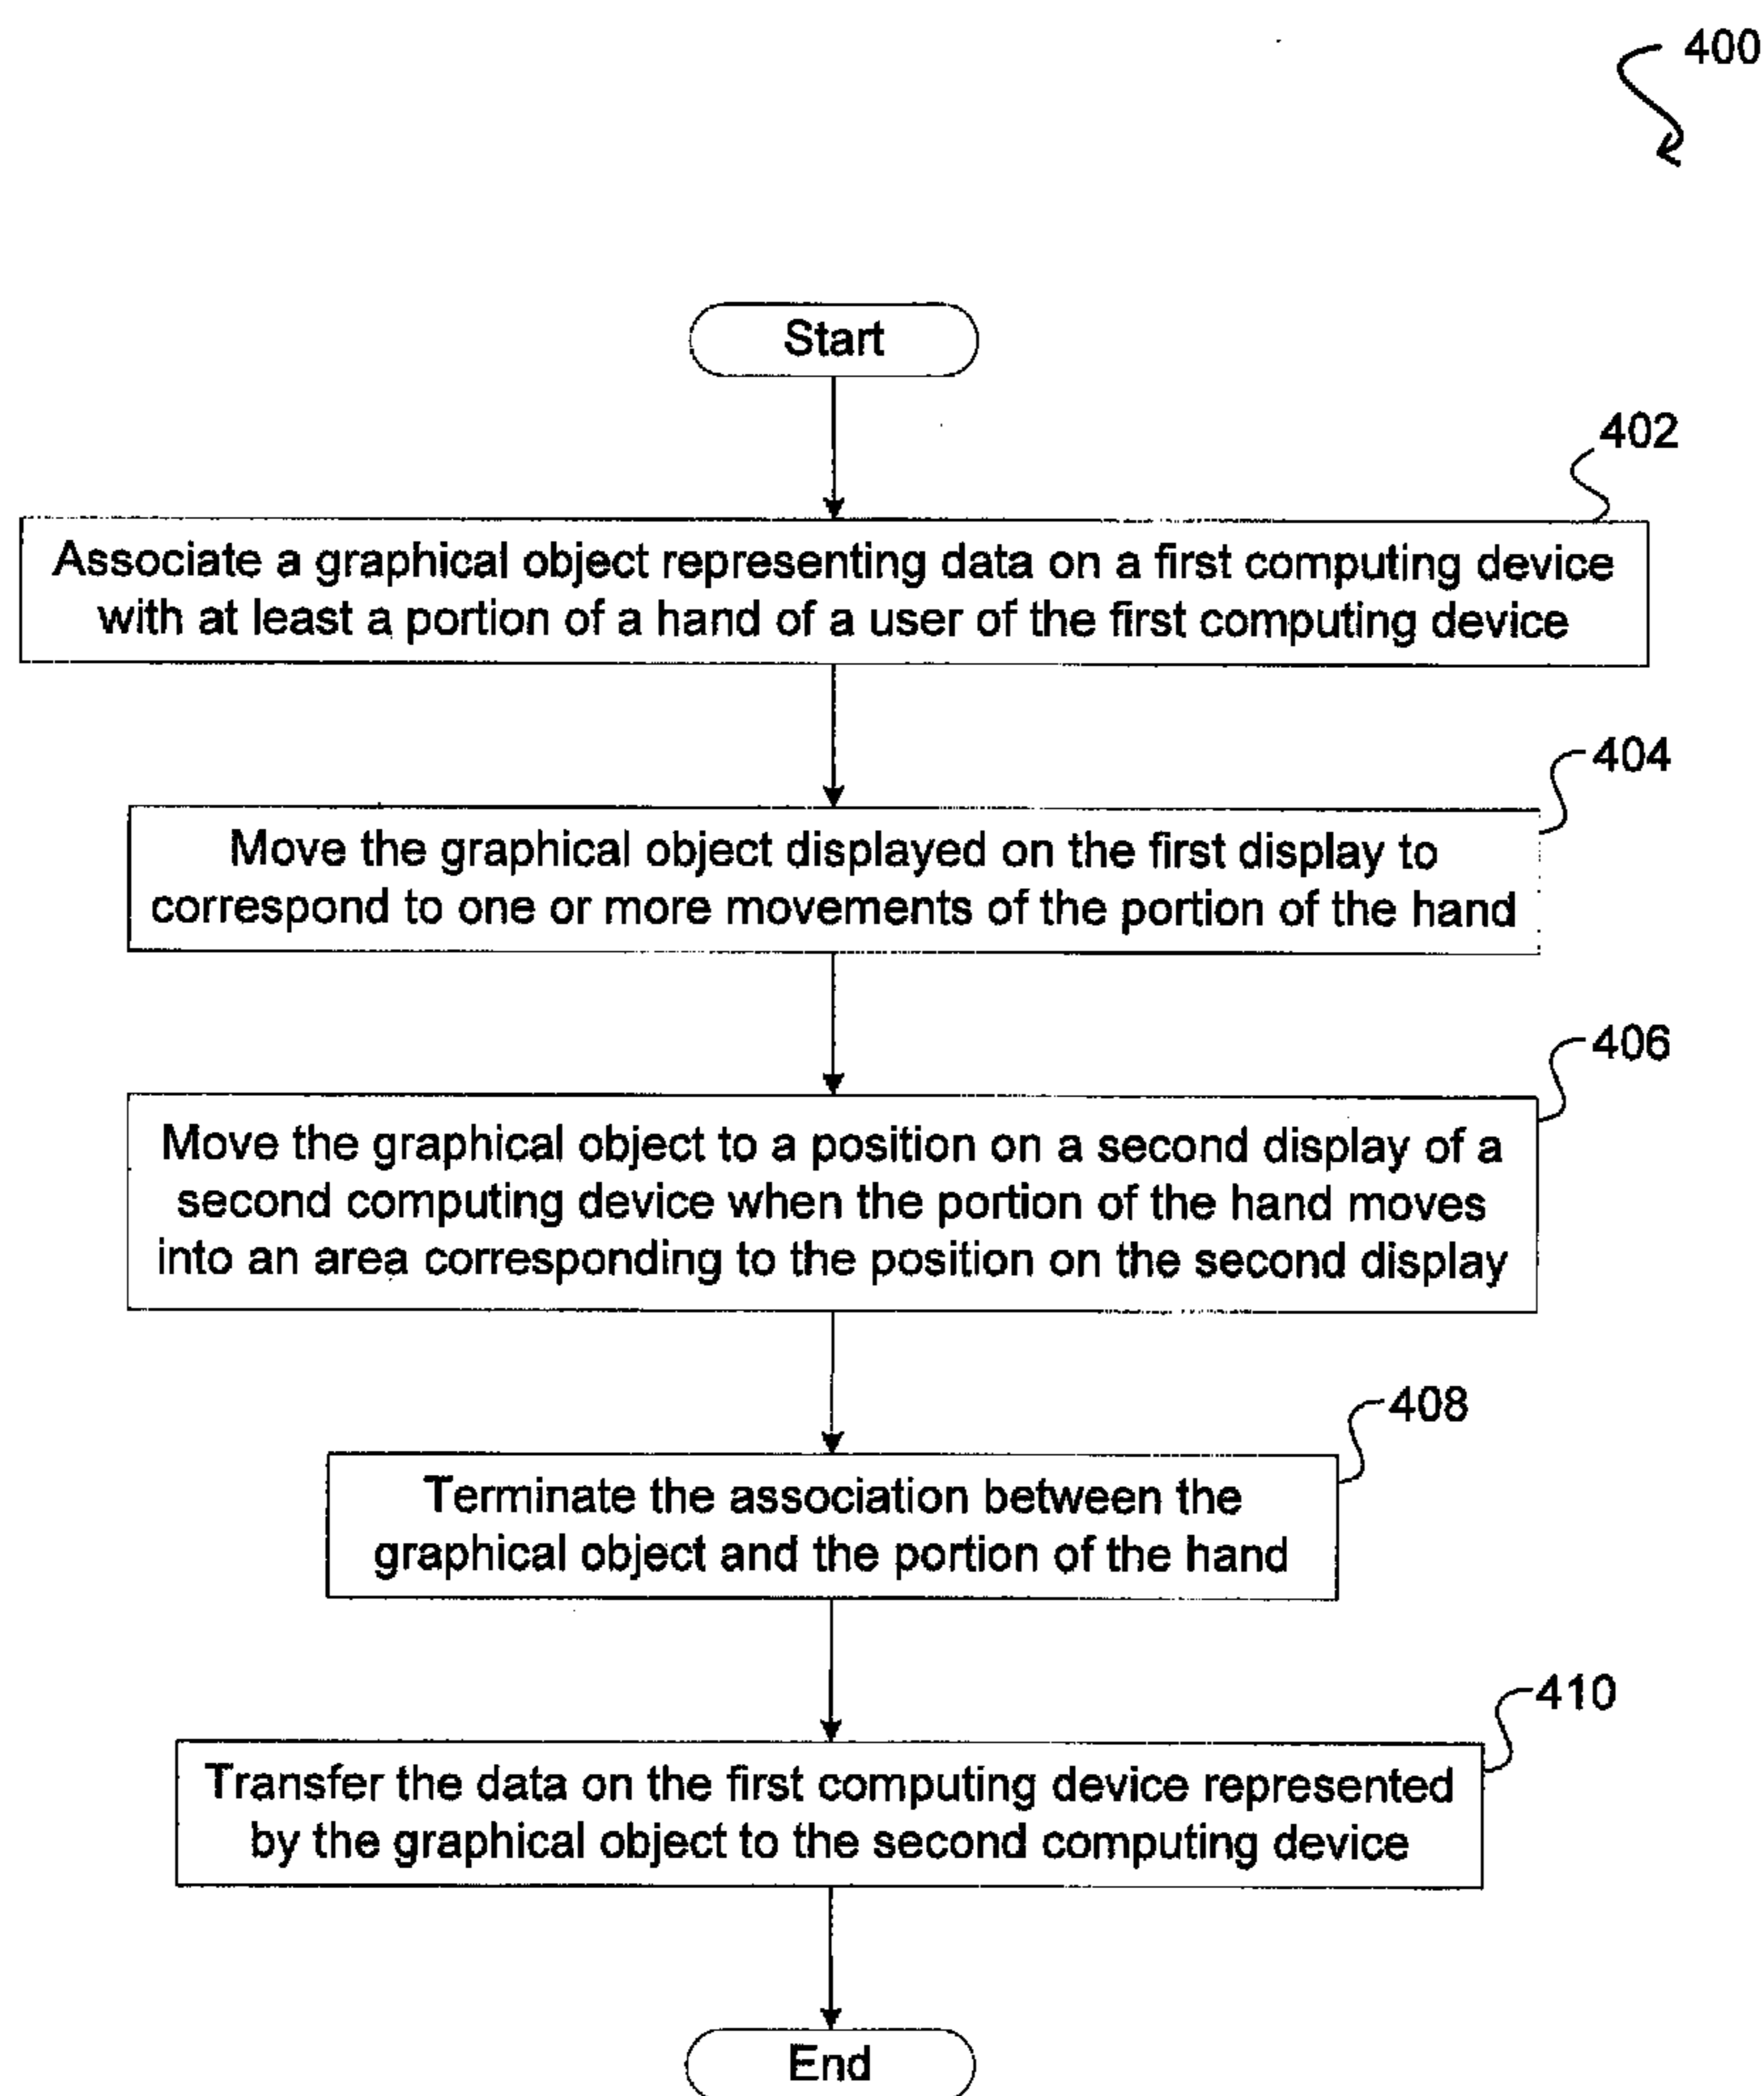 400
Start
402
Associate a graphical object representing data on a first computing device
with at least a portion of a hand of a user of the first computing device
404
Move the graphical object displayed on the first display to
correspond to one or more movements of the portion of the hand
406
Move the graphical object to a position on a second display of a
second computing device when the portion of the hand moves
into an area corresponding to the position on the second display
408
Terminate the association between the
graphical object and the portion of the hand
410
Transfer the data on the first computing device represented
by the graphical object to the second computing device
End